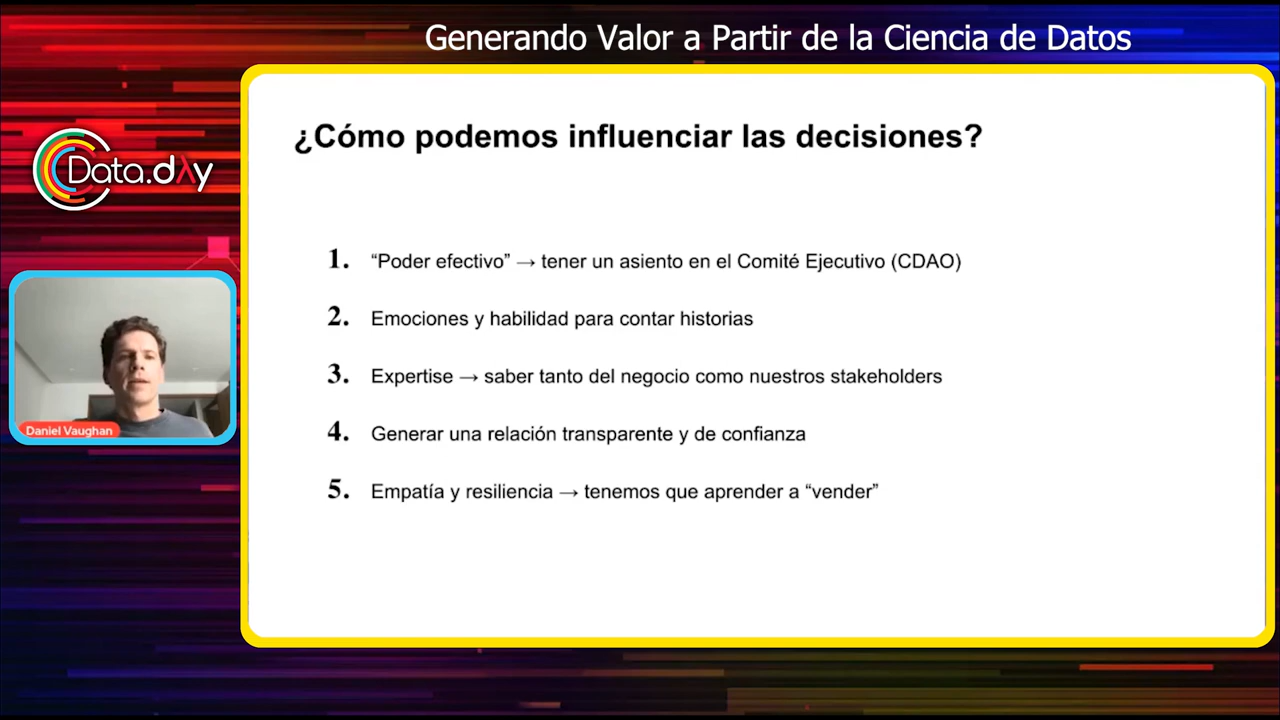 Generando Valor a Partir de la Ciencia de Datos
Data.dλy
Daniel Vaughan
¿Cómo podemos influenciar las decisiones?
1. “Poder efectivo” → tener un asiento en el Comité Ejecutivo (CDAO)
2. Emociones y habilidad para contar historias
3. Expertise → saber tanto del negocio como nuestros stakeholders
4. Generar una relación transparente y de confianza
5. Empatía y resiliencia → tenemos que aprender a “vender”